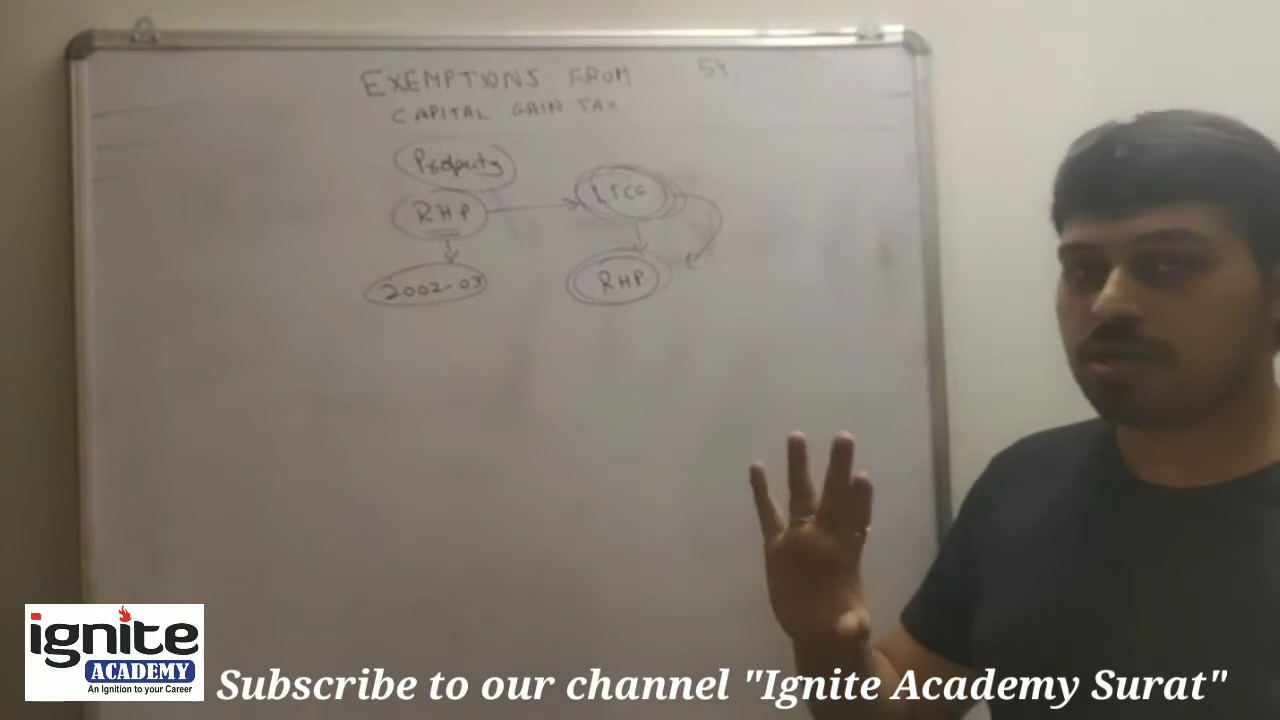 EXEMPTIONS FROM 54,
CAPITAL GAIN TAX
Property
RHP LTCG
2002-03 RHP
ignite
ACADEMY
An Ignition to your Career
Subscribe to our channel "Ignite Academy Surat"